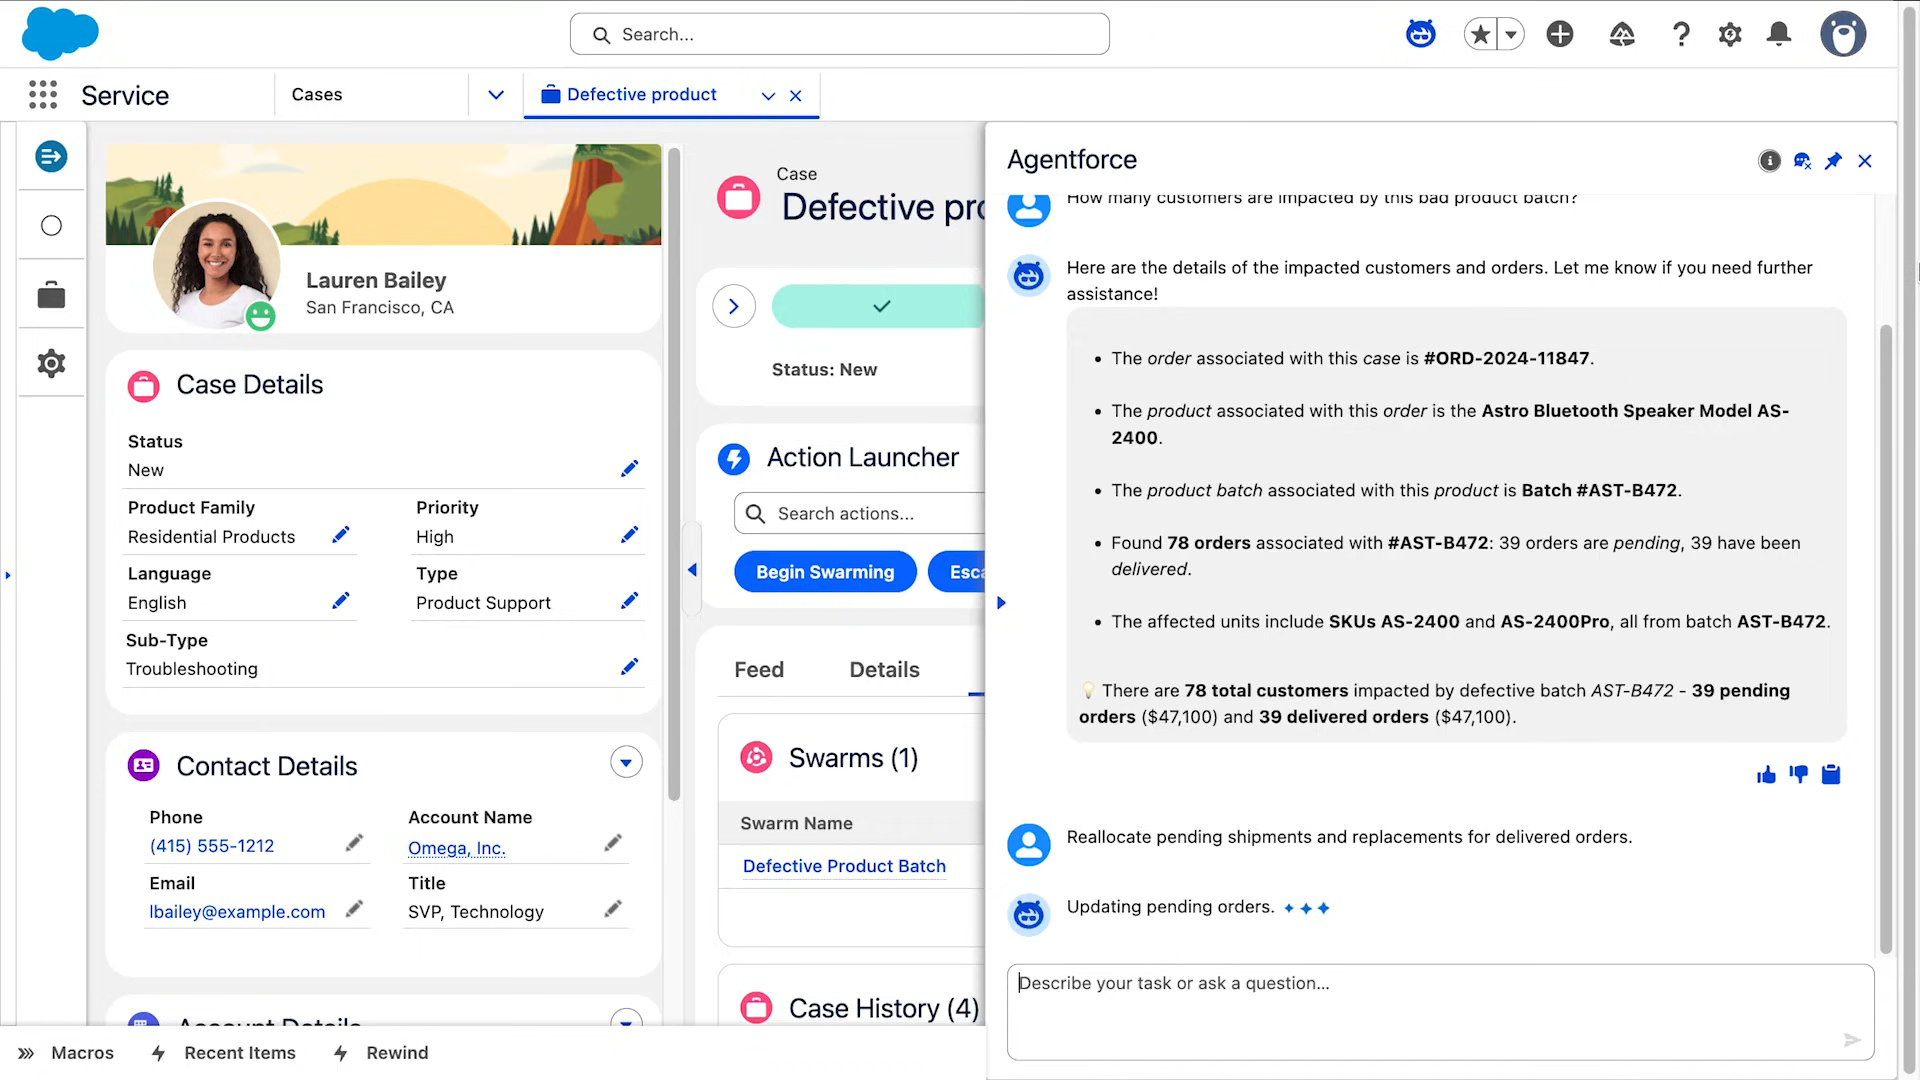 Search...
Service
Cases
Defective product
Lauren Bailey
San Francisco, CA
Case Details
Status
New
Product Family
Residential Products
Priority
High
Language
English
Type
Product Support
Sub-Type
Troubleshooting
Contact Details
Phone
(415) 555-1212
Account Name
Omega, Inc.
Email
lbailey@example.com
Title
SVP, Technology
Account Details
Case
Defective pro
Status: New
Action Launcher
Search actions...
Begin Swarming
Esca
Feed
Details
Swarms (1)
Swarm Name
Defective Product Batch
Case History (4)
Agentforce
How many customers are impacted by this bad product batch?
Here are the details of the impacted customers and orders. Let me know if you need further
assistance!
• The order associated with this case is #ORD-2024-11847.
• The product associated with this order is the Astro Bluetooth Speaker Model AS-
2400.
• The product batch associated with this product is Batch #AST-B472.
• Found 78 orders associated with #AST-B472: 39 orders are pending, 39 have been
delivered.
• The affected units include SKUs AS-2400 and AS-2400Pro, all from batch AST-B472.
💡 There are 78 total customers impacted by defective batch AST-B472 - 39 pending
orders ($47,100) and 39 delivered orders ($47,100).
Reallocate pending shipments and replacements for delivered orders.
Updating pending orders.
Describe your task or ask a question...
Macros
Recent Items
Rewind